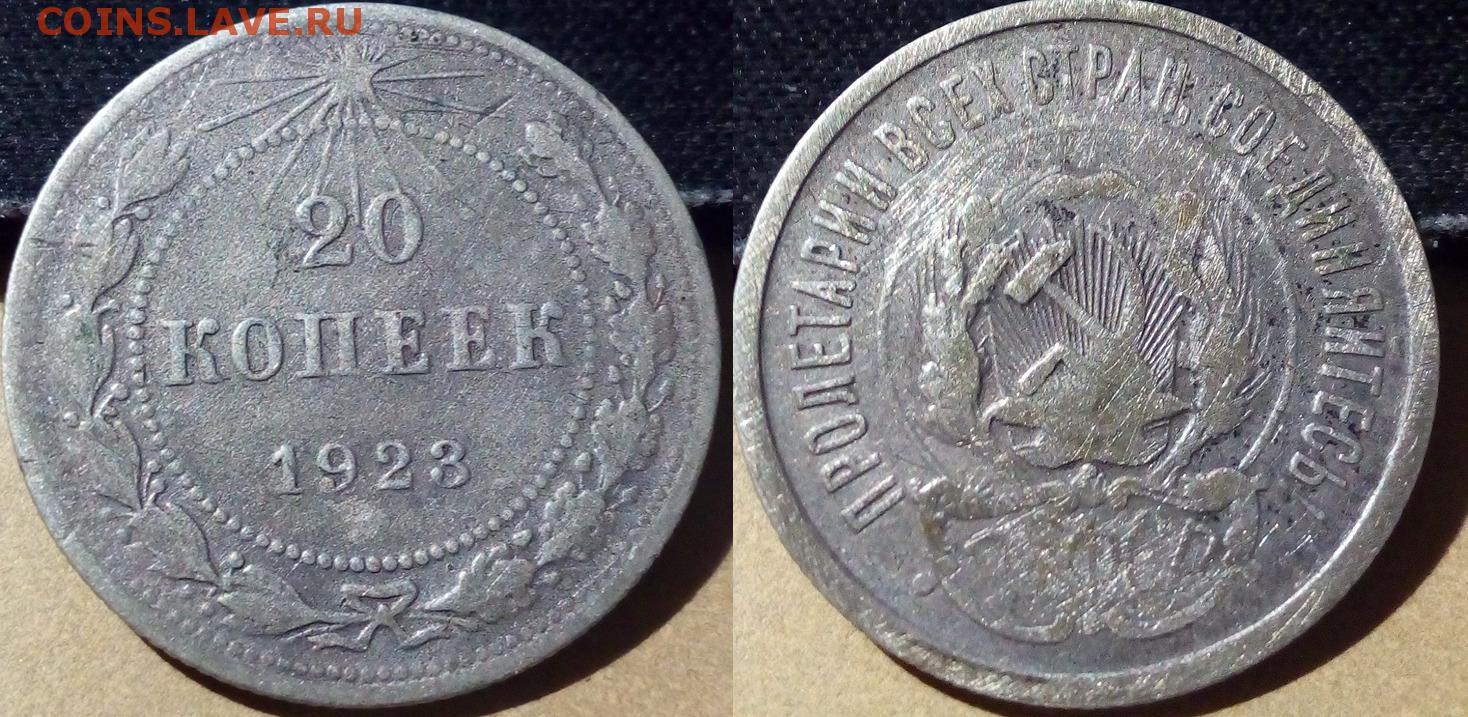 COINS.LAVE.RU
20
КОПЕЕК
1923
ПРОЛЕТАРИИ ВСЕХ СТРАН, СОЕДИНЯЙТЕСЬ!